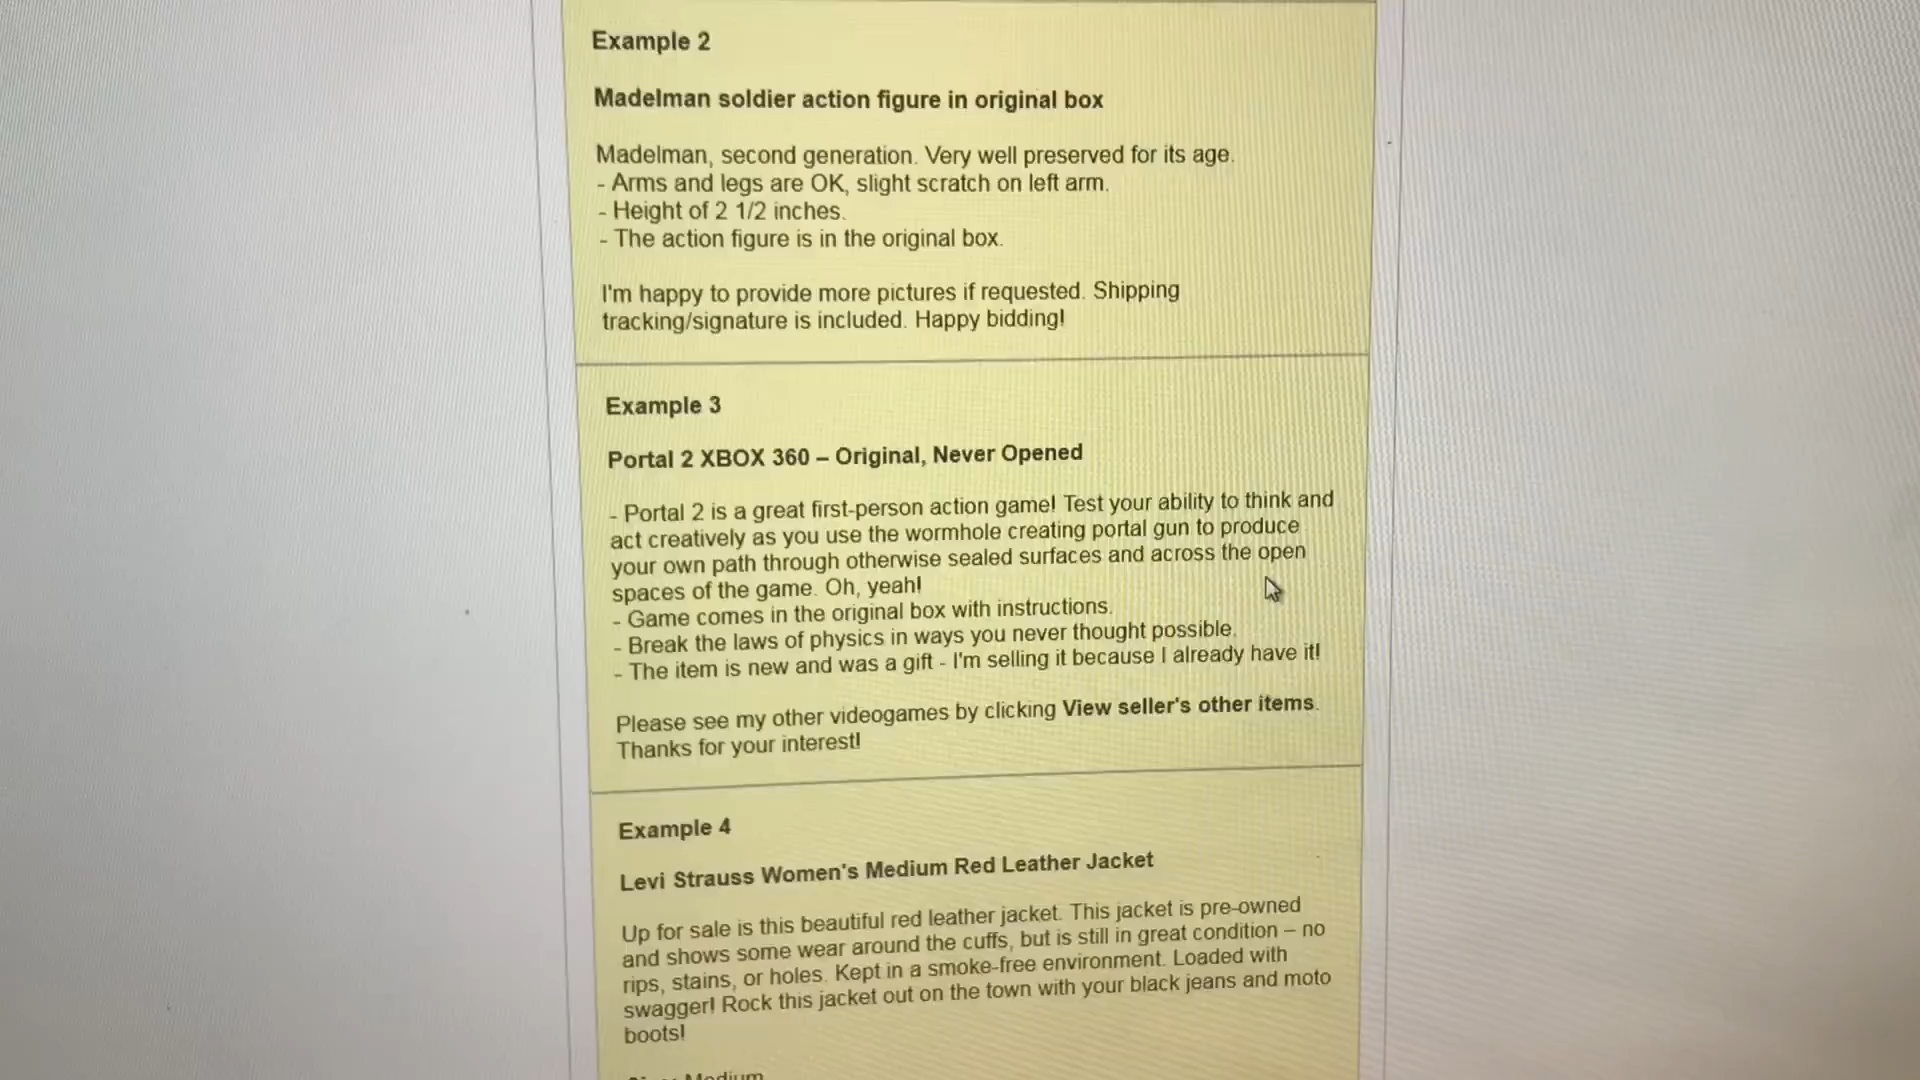 Example 2
Madelman soldier action figure in original box
Madelman, second generation. Very well preserved for its age.
- Arms and legs are OK, slight scratch on left arm.
- Height of 2 1/2 inches.
- The action figure is in the original box.
I'm happy to provide more pictures if requested. Shipping
tracking/signature is included. Happy bidding!
Example 3
Portal 2 XBOX 360 – Original, Never Opened
- Portal 2 is a great first-person action game! Test your ability to think and
act creatively as you use the wormhole creating portal gun to produce
your own path through otherwise sealed surfaces and across the open
spaces of the game. Oh, yeah!
- Game comes in the original box with instructions.
- Break the laws of physics in ways you never thought possible.
- The item is new and was a gift - I'm selling it because I already have it!
Please see my other videogames by clicking View seller's other items.
Thanks for your interest!
Example 4
Levi Strauss Women's Medium Red Leather Jacket
Up for sale is this beautiful red leather jacket. This jacket is pre-owned
and shows some wear around the cuffs, but is still in great condition – no
rips, stains, or holes. Kept in a smoke-free environment. Loaded with
swagger! Rock this jacket out on the town with your black jeans and moto
boots!
Medium